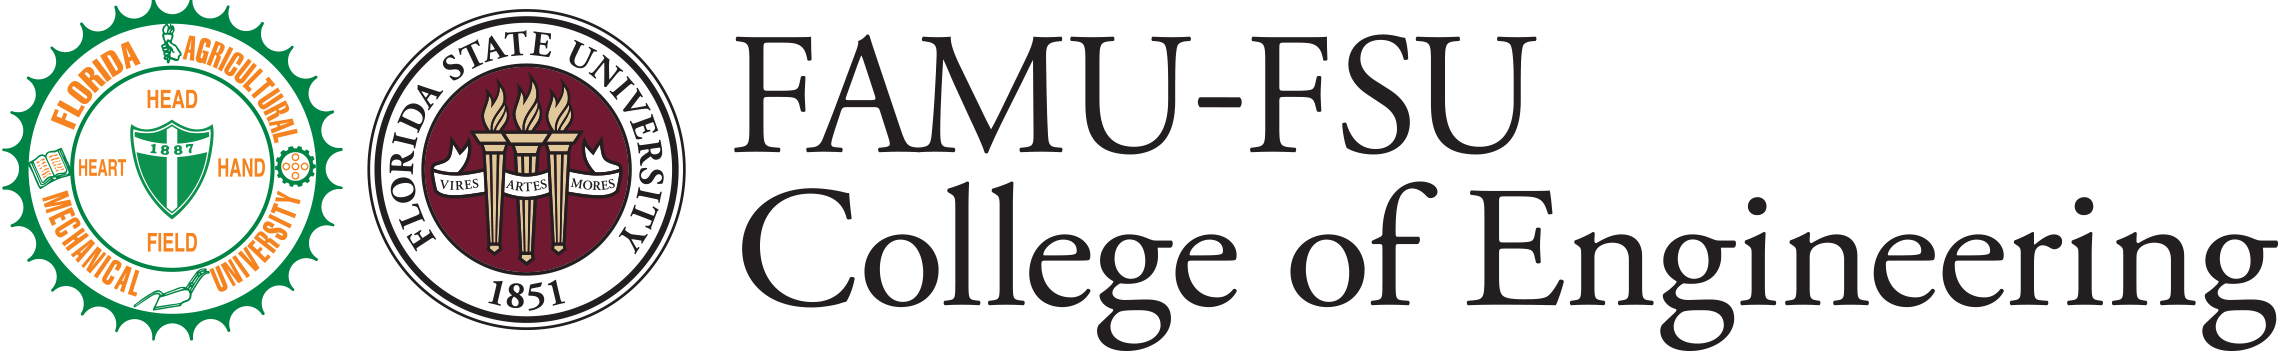 FLORIDA AGRICULTURAL
MECHANICAL UNIVERSITY
HEAD
1887
HEART HAND
FIELD
FLORIDA STATE UNIVERSITY
VIRES ARTES MORES
1851
FAMU-FSU
College of Engineering